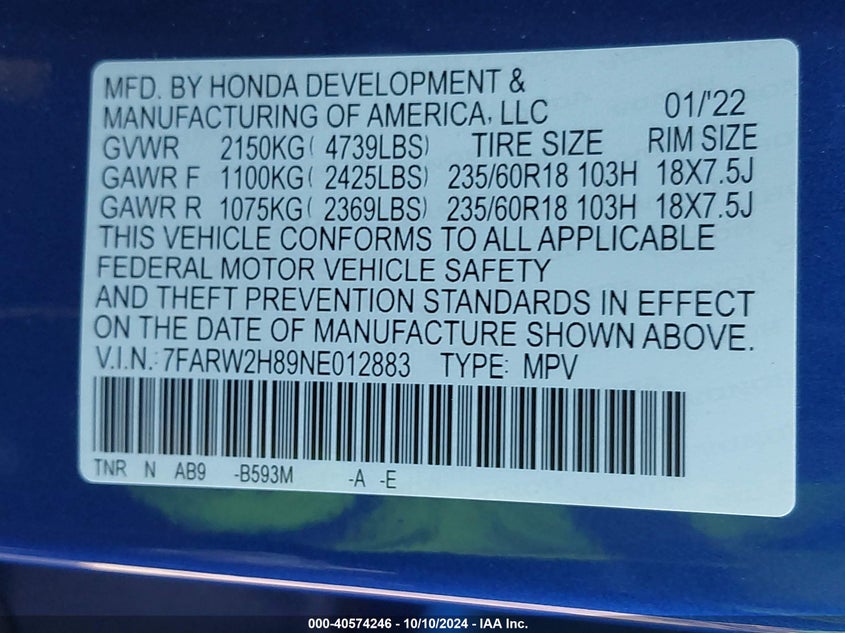 MFD. BY HONDA DEVELOPMENT &
MANUFACTURING OF AMERICA, LLC 01/'22
GVWR 2150KG( 4739LBS) TIRE SIZE RIM SIZE
GAWR F 1100KG( 2425LBS) 235/60R18 103H 18X7.5J
GAWR R 1075KG( 2369LBS) 235/60R18 103H 18X7.5J
THIS VEHICLE CONFORMS TO ALL APPLICABLE
FEDERAL MOTOR VEHICLE SAFETY
AND THEFT PREVENTION STANDARDS IN EFFECT
ON THE DATE OF MANUFACTURE SHOWN ABOVE.
V.I.N.: 7FARW2H89NE012883 TYPE: MPV
TNR N AB9 -B593M -A -E
000-40574246 - 10/10/2024 - IAA Inc.